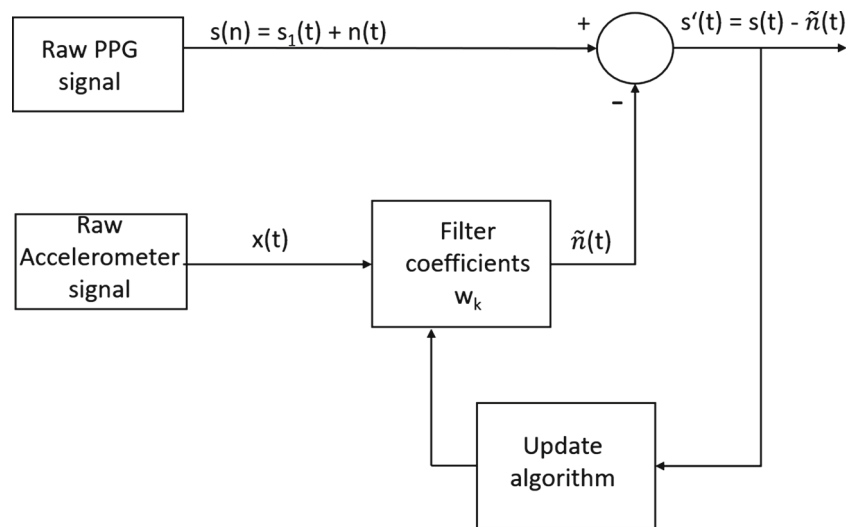 Raw PPG
signal
s(n) = s₁(t) + n(t)
+
s‘(t) = s(t) - ñ(t)
-
Raw
Accelerometer
signal
x(t)
Filter
coefficients
wₖ
ñ(t)
Update
algorithm